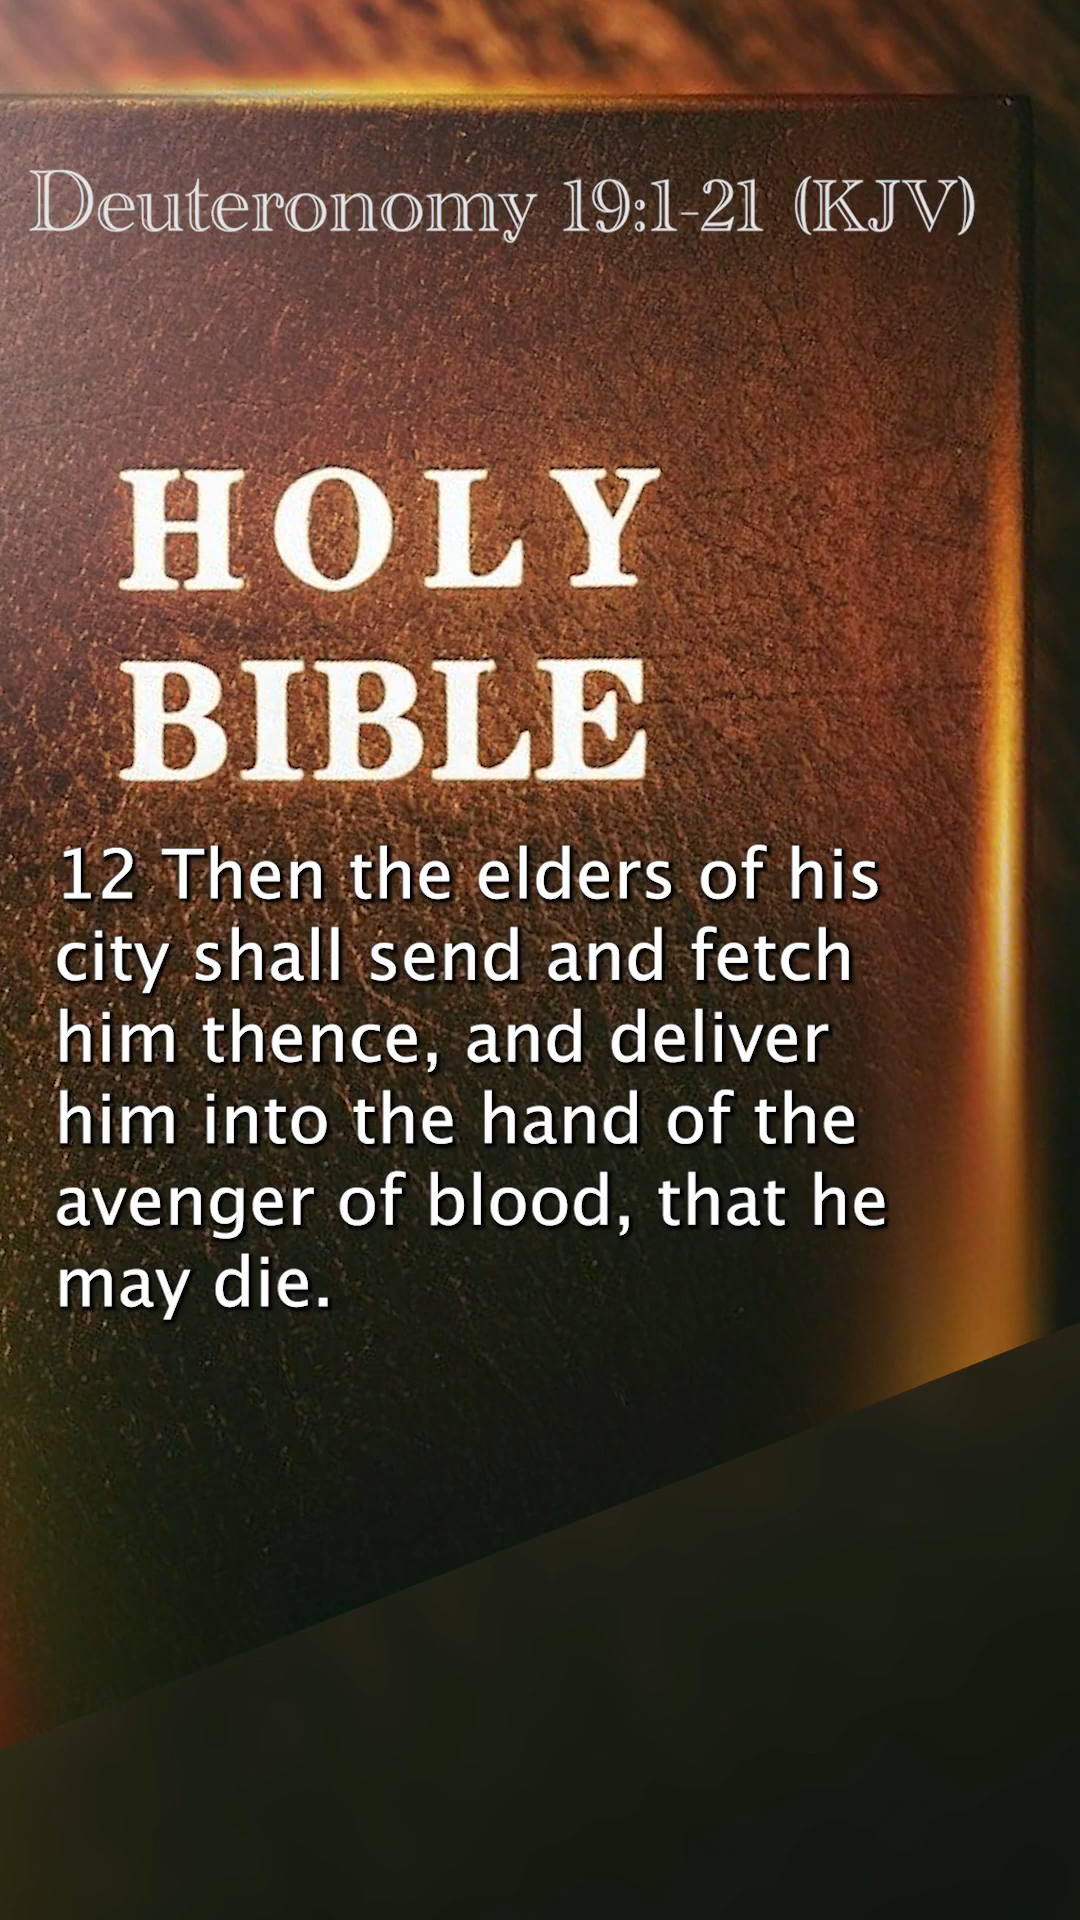 Deuteronomy 19:1-21 (KJV)
HOLY
BIBLE
12 Then the elders of his
city shall send and fetch
him thence, and deliver
him into the hand of the
avenger of blood, that he
may die.